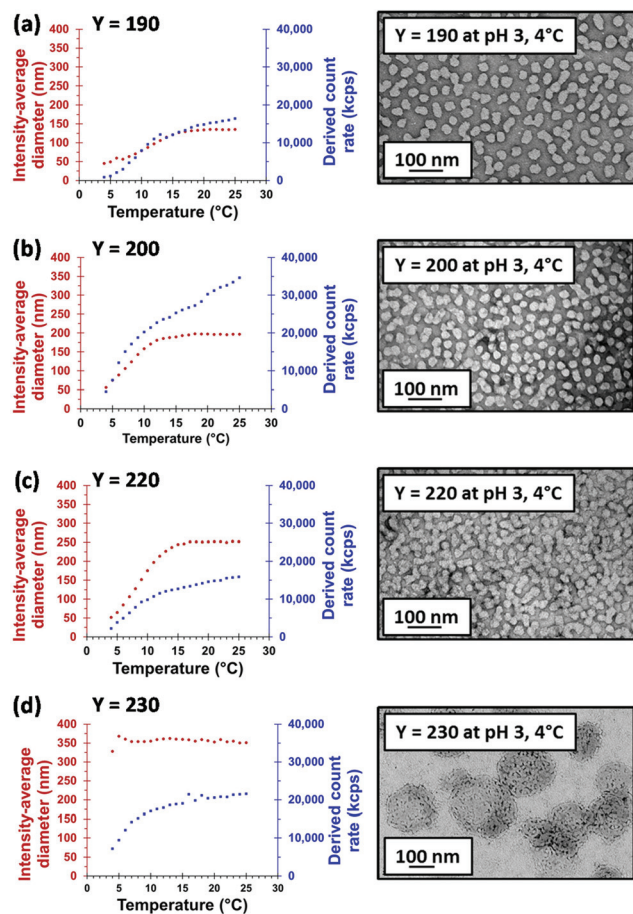 (a) Y = 190
Intensity-average
diameter (nm)
400
350
300
250
200
150
100
50
0
0 5 10 15 20 25 30
Temperature (°C)
40,000
30,000
20,000
10,000
0
Derived count
rate (kcps)
Y = 190 at pH 3, 4°C
100 nm
(b) Y = 200
Intensity-average
diameter (nm)
400
350
300
250
200
150
100
50
0
0 5 10 15 20 25 30
Temperature (°C)
40,000
30,000
20,000
10,000
0
Derived count
rate (kcps)
Y = 200 at pH 3, 4°C
100 nm
(c) Y = 220
Intensity-average
diameter (nm)
400
350
300
250
200
150
100
50
0
0 5 10 15 20 25 30
Temperature (°C)
40,000
30,000
20,000
10,000
0
Derived count
rate (kcps)
Y = 220 at pH 3, 4°C
100 nm
(d) Y = 230
Intensity-average
diameter (nm)
400
350
300
250
200
150
100
50
0
0 5 10 15 20 25 30
Temperature (°C)
40,000
30,000
20,000
10,000
0
Derived count
rate (kcps)
Y = 230 at pH 3, 4°C
100 nm